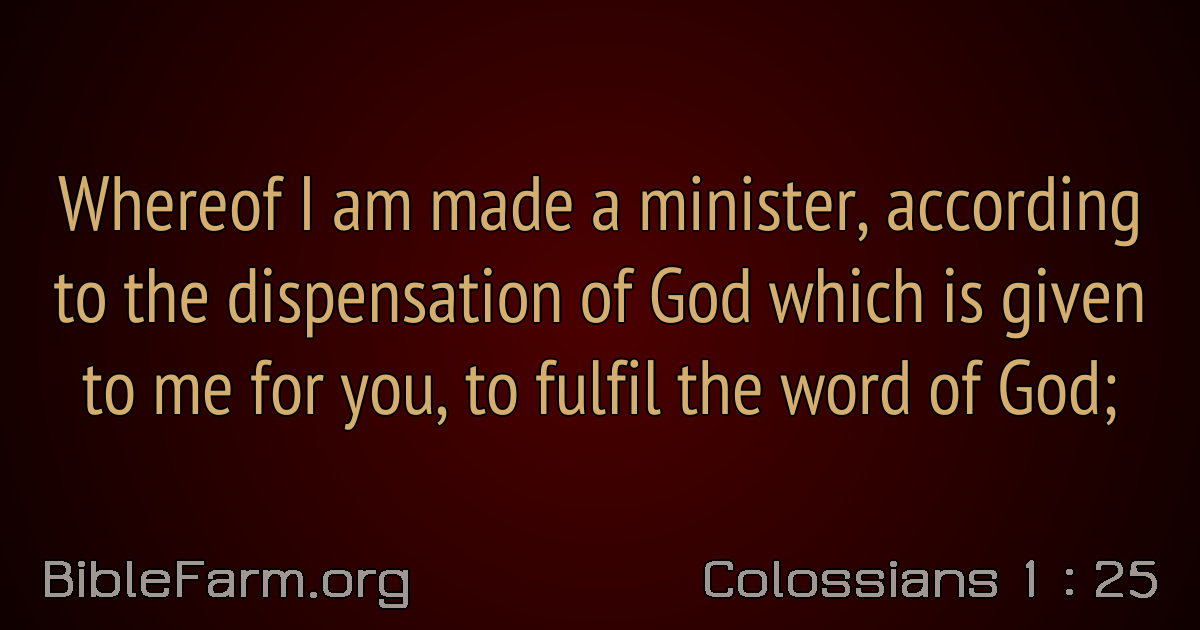 Whereof I am made a minister, according
to the dispensation of God which is given
to me for you, to fulfil the word of God;
BibleFarm.org
Colossians 1 : 25